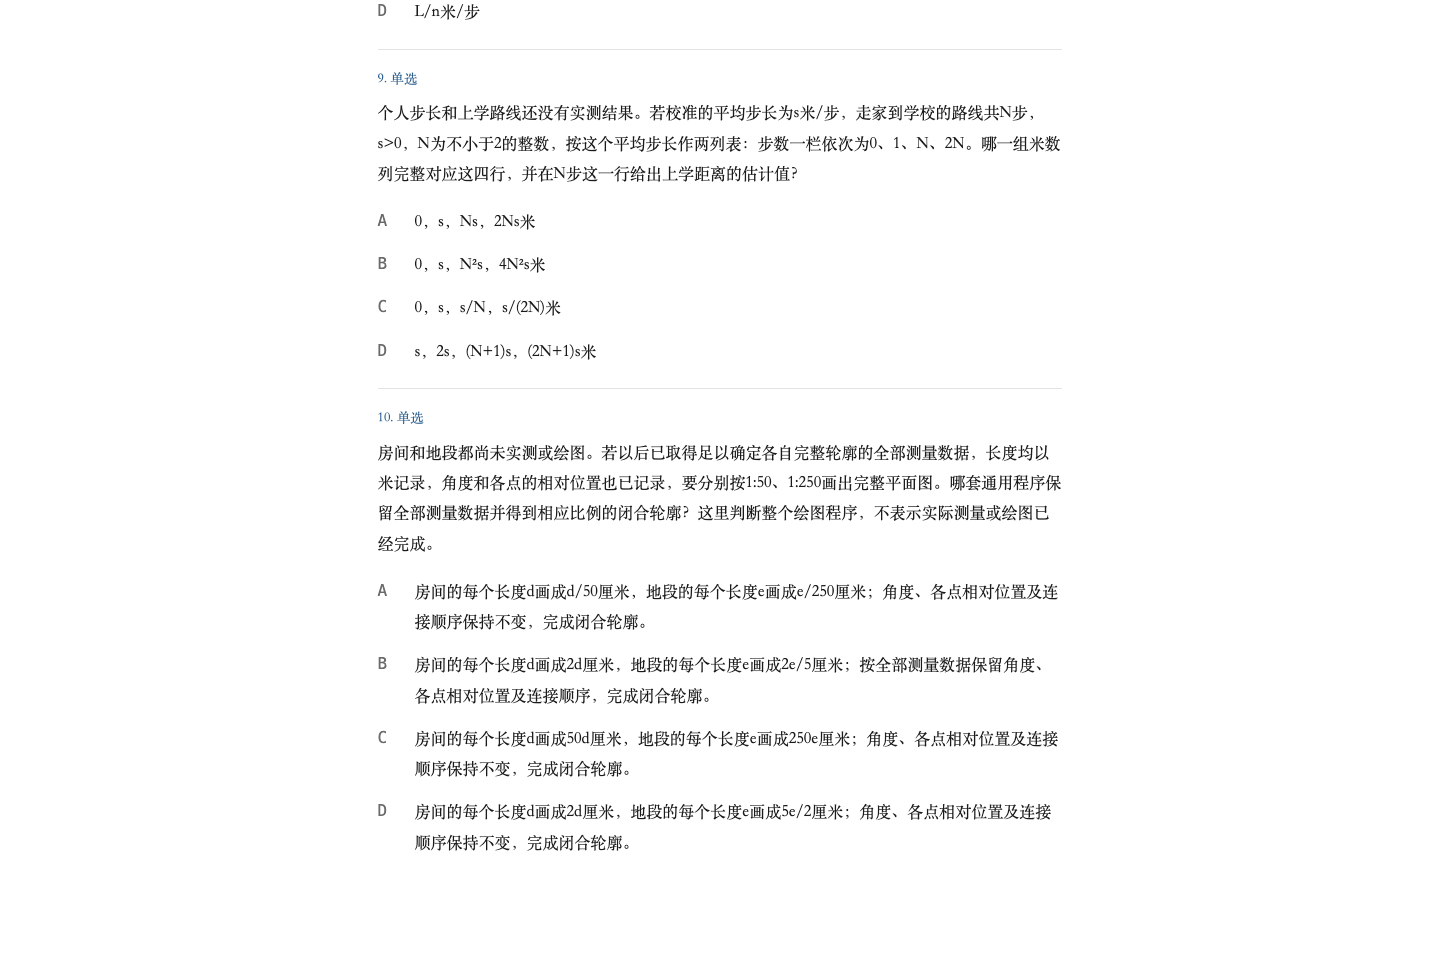 D L/n米/步
9. 单选
个人步长和上学路线还没有实测结果。若校准的平均步长为s米/步，走家到学校的路线共N步，
s>0，N为不小于2的整数，按这个平均步长作两列表：步数一栏依次为0、1、N、2N。哪一组米数
列完整对应这四行，并在N步这一行给出上学距离的估计值？
A 0，s，Ns，2Ns米
B 0，s，N²s，4N²s米
C 0，s，s/N，s/(2N)米
D s，2s，(N+1)s，(2N+1)s米
10. 单选
房间和地段都尚未实测或绘图。若以后已取得足以确定各自完整轮廓的全部测量数据，长度均以
米记录，角度和各点的相对位置也已记录，要分别按1:50、1:250画出完整平面图。哪套通用程序保
留全部测量数据并得到相应比例的闭合轮廓？这里判断整个绘图程序，不表示实际测量或绘图已
经完成。
A 房间的每个长度d画成d/50厘米，地段的每个长度e画成e/250厘米；角度、各点相对位置及连
接顺序保持不变，完成闭合轮廓。
B 房间的每个长度d画成2d厘米，地段的每个长度e画成2e/5厘米；按全部测量数据保留角度、
各点相对位置及连接顺序，完成闭合轮廓。
C 房间的每个长度d画成50d厘米，地段的每个长度e画成250e厘米；角度、各点相对位置及连接
顺序保持不变，完成闭合轮廓。
D 房间的每个长度d画成2d厘米，地段的每个长度e画成5e/2厘米；角度、各点相对位置及连接
顺序保持不变，完成闭合轮廓。